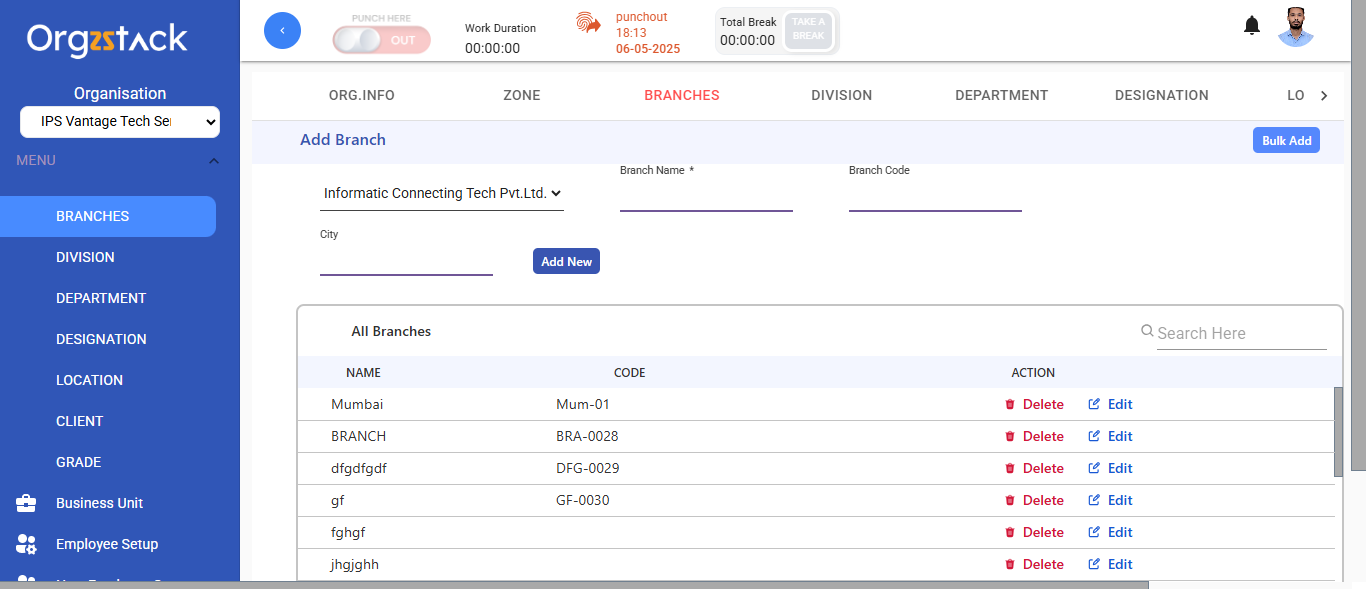 Orgzstack
Organisation
IPS Vantage Tech Ser
MENU
BRANCHES
DIVISION
DEPARTMENT
DESIGNATION
LOCATION
CLIENT
GRADE
Business Unit
Employee Setup
PUNCH HERE
OUT
Work Duration
00:00:00
punchout
18:13
06-05-2025
Total Break
00:00:00
TAKE A
BREAK
ORG.INFO ZONE BRANCHES DIVISION DEPARTMENT DESIGNATION LO
Add Branch
Bulk Add
Informatic Connecting Tech Pvt.Ltd.
Branch Name *
Branch Code
City
Add New
All Branches
Search Here
NAME CODE ACTION
Mumbai Mum-01 Delete Edit
BRANCH BRA-0028 Delete Edit
dfgdfgdf DFG-0029 Delete Edit
gf GF-0030 Delete Edit
fghgf Delete Edit
jhgjghh Delete Edit